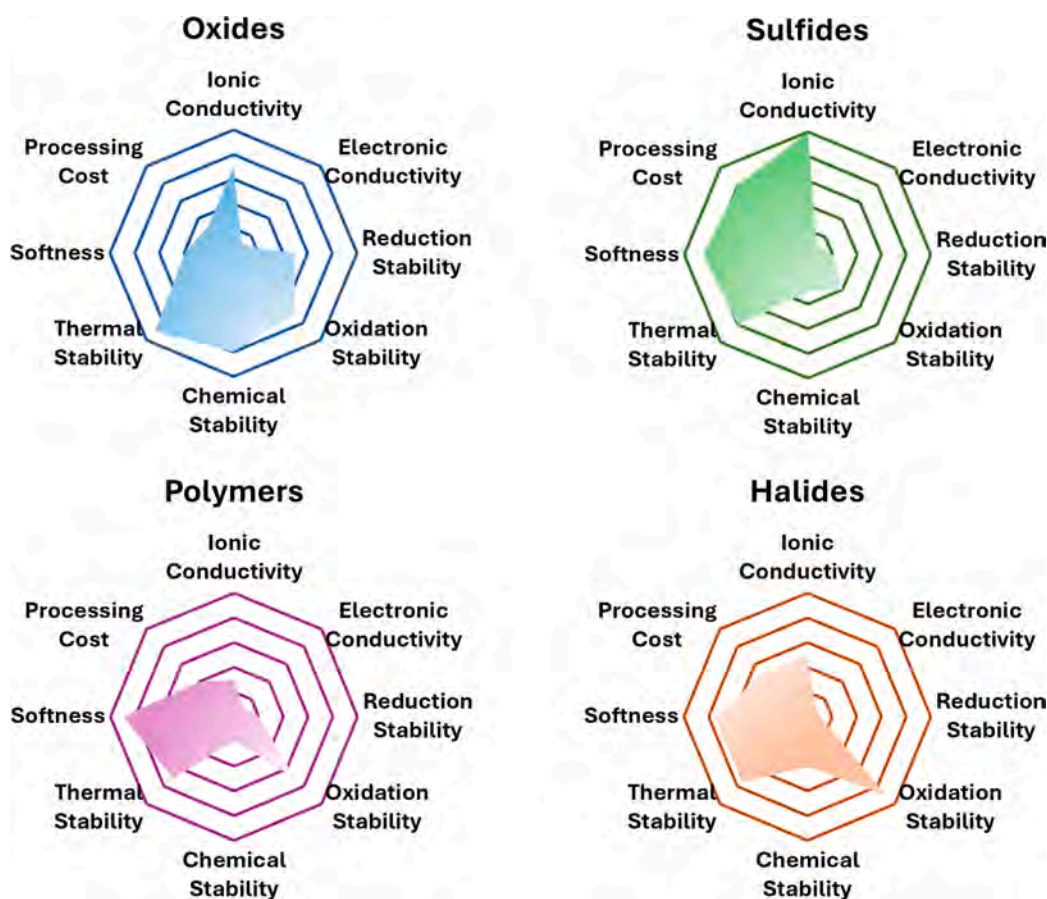 Oxides
Ionic
Conductivity
Processing
Cost
Electronic
Conductivity
Softness
Reduction
Stability
Thermal
Stability
Oxidation
Stability
Chemical
Stability
Sulfides
Ionic
Conductivity
Processing
Cost
Electronic
Conductivity
Softness
Reduction
Stability
Thermal
Stability
Oxidation
Stability
Chemical
Stability
Polymers
Ionic
Conductivity
Processing
Cost
Electronic
Conductivity
Softness
Reduction
Stability
Thermal
Stability
Oxidation
Stability
Chemical
Stability
Halides
Ionic
Conductivity
Processing
Cost
Electronic
Conductivity
Softness
Reduction
Stability
Thermal
Stability
Oxidation
Stability
Chemical
Stability